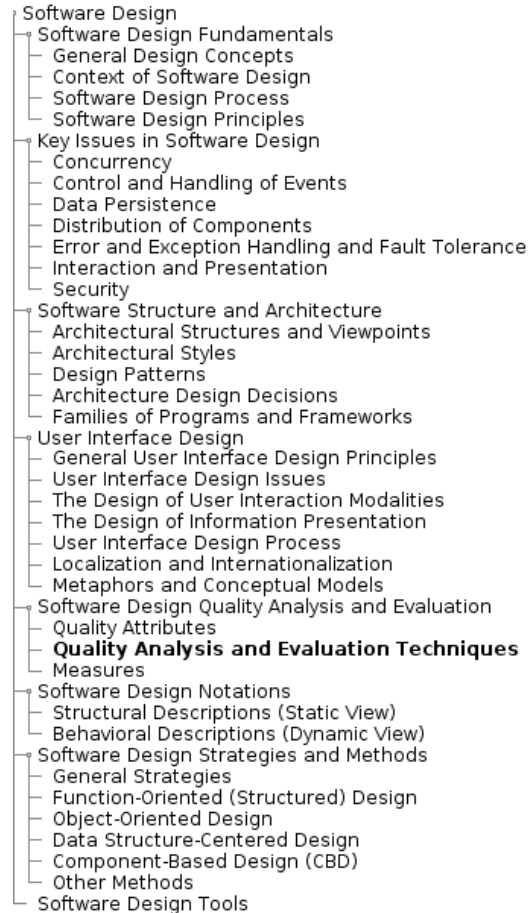 Software Design
Software Design Fundamentals
General Design Concepts
Context of Software Design
Software Design Process
Software Design Principles
Key Issues in Software Design
Concurrency
Control and Handling of Events
Data Persistence
Distribution of Components
Error and Exception Handling and Fault Tolerance
Interaction and Presentation
Security
Software Structure and Architecture
Architectural Structures and Viewpoints
Architectural Styles
Design Patterns
Architecture Design Decisions
Families of Programs and Frameworks
User Interface Design
General User Interface Design Principles
User Interface Design Issues
The Design of User Interaction Modalities
The Design of Information Presentation
User Interface Design Process
Localization and Internationalization
Metaphors and Conceptual Models
Software Design Quality Analysis and Evaluation
Quality Attributes
Quality Analysis and Evaluation Techniques
Measures
Software Design Notations
Structural Descriptions (Static View)
Behavioral Descriptions (Dynamic View)
Software Design Strategies and Methods
General Strategies
Function-Oriented (Structured) Design
Object-Oriented Design
Data Structure-Centered Design
Component-Based Design (CBD)
Other Methods
Software Design Tools